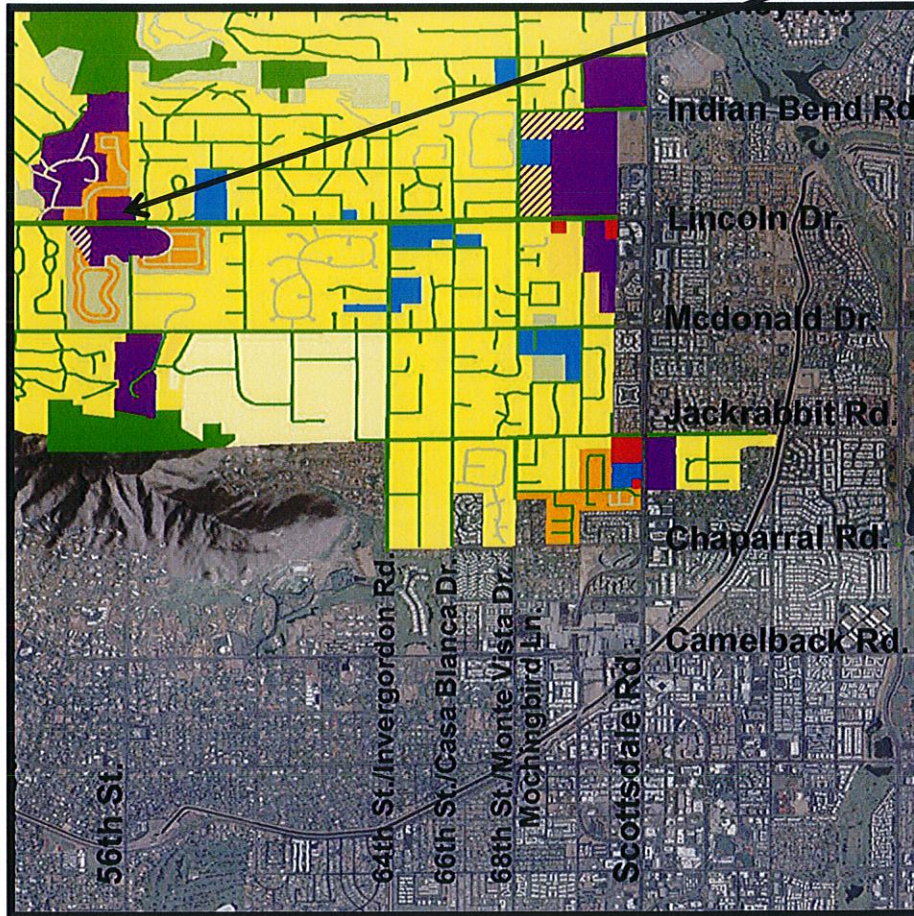 Indian Bend Rd
Lincoln Dr.
Mcdonald Dr.
Jackrabbit Rd.
Chaparral Rd.
Camelback Rd.
56th St.
64th St./Invergordon Rd.
66th St./Casa Blanca Dr.
68th St./Monte Vista Dr.
Mochingbird Ln.
Scottsdale Rd.